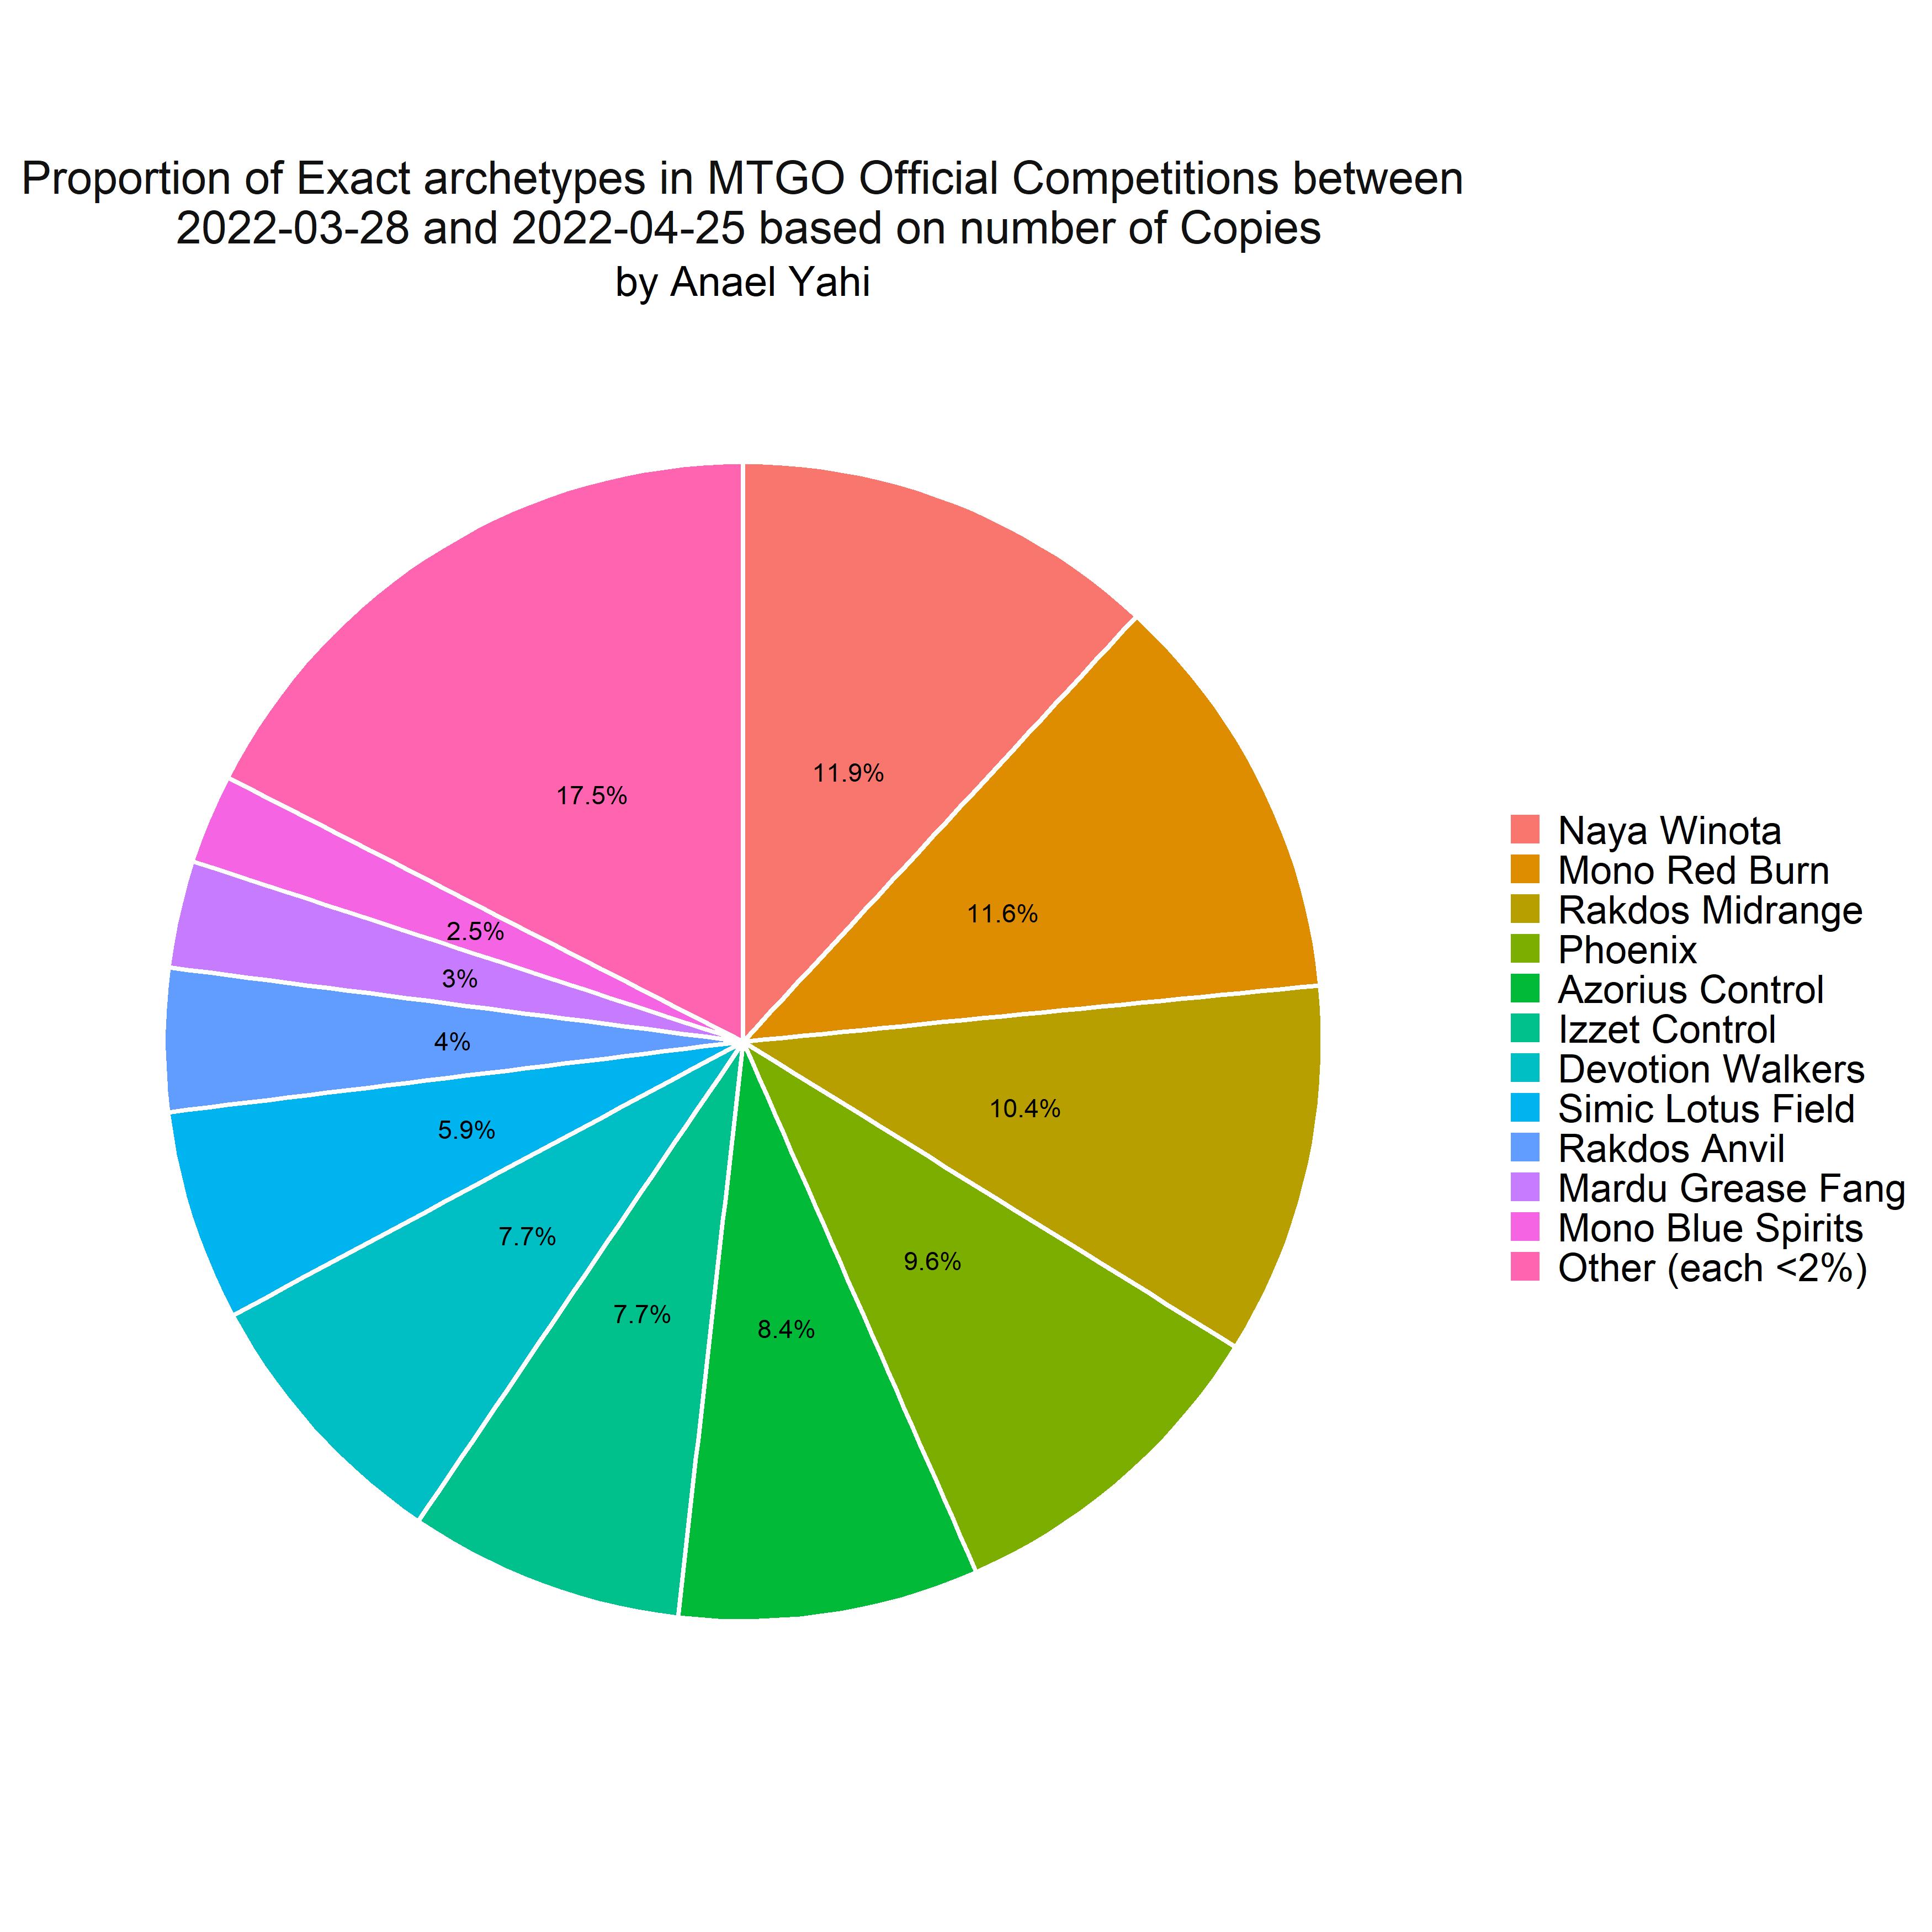 Proportion of Exact archetypes in MTGO Official Competitions between
2022-03-28 and 2022-04-25 based on number of Copies
by Anael Yahi
11.9%
17.5%
11.6%
2.5%
3%
4%
10.4%
5.9%
7.7%
9.6%
7.7%
8.4%
Naya Winota
Mono Red Burn
Rakdos Midrange
Phoenix
Azorius Control
Izzet Control
Devotion Walkers
Simic Lotus Field
Rakdos Anvil
Mardu Grease Fang
Mono Blue Spirits
Other (each <2%)